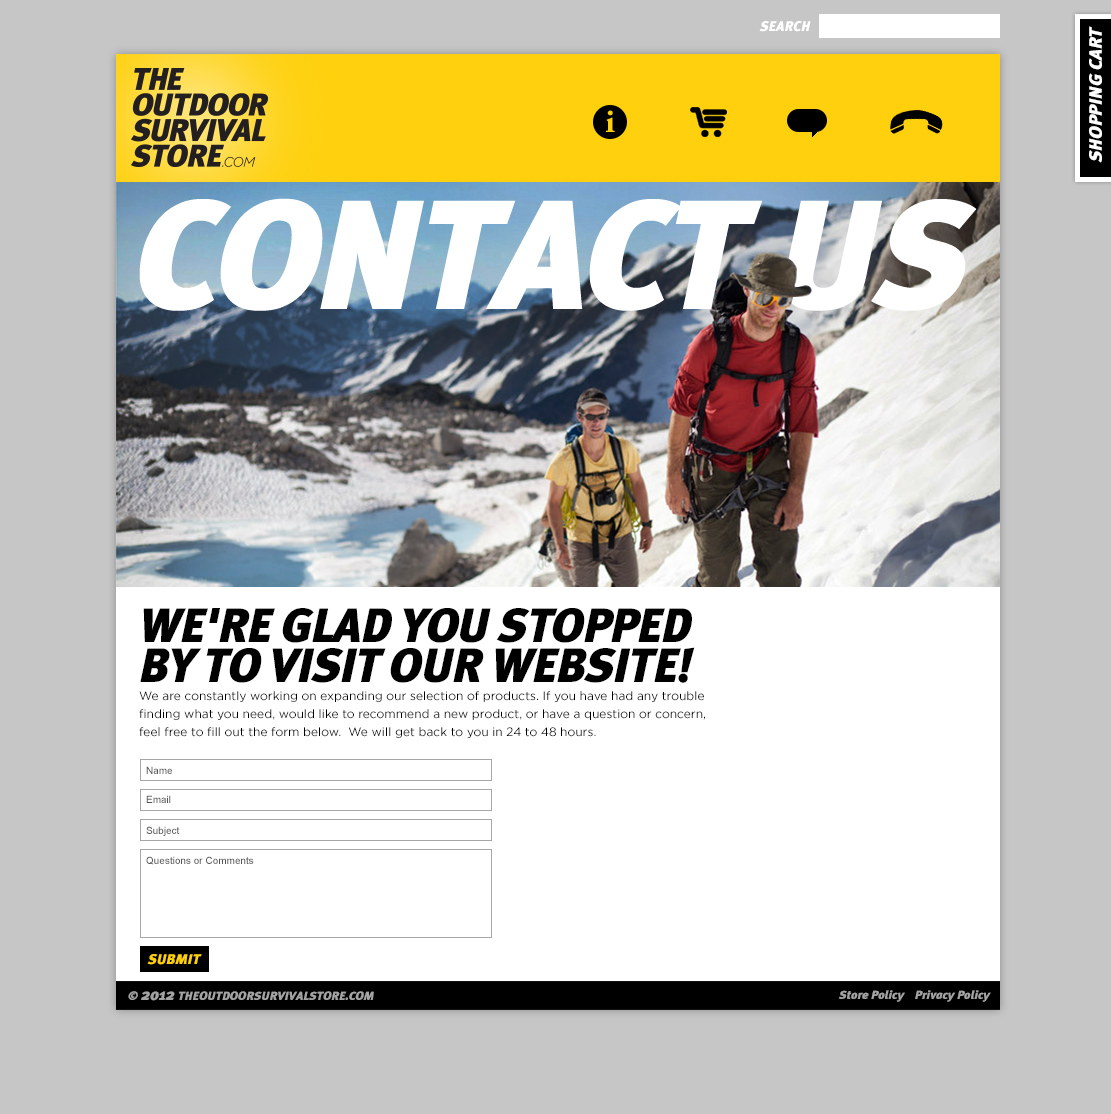 SEARCH
SHOPPING CART
THE
OUTDOOR
SURVIVAL
STORE.COM
CONTACT US
WE'RE GLAD YOU STOPPED
BY TO VISIT OUR WEBSITE!
We are constantly working on expanding our selection of products. If you have had any trouble
finding what you need, would like to recommend a new product, or have a question or concern,
feel free to fill out the form below.  We will get back to you in 24 to 48 hours.
Name
Email
Subject
Questions or Comments
SUBMIT
© 2012 THEOUTDOORSURVIVALSTORE.COM
Store Policy Privacy Policy